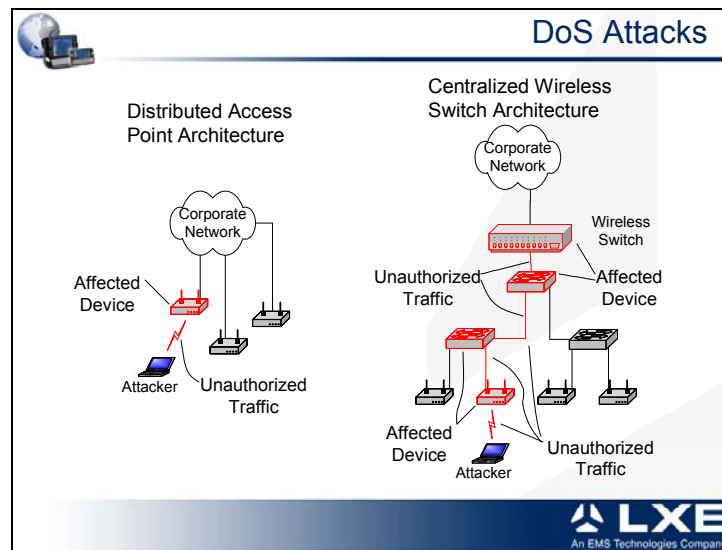 DoS Attacks
Distributed Access
Point Architecture
Corporate
Network
Affected
Device
Attacker
Unauthorized
Traffic
Centralized Wireless
Switch Architecture
Corporate
Network
Wireless
Switch
Unauthorized
Traffic
Affected
Device
Affected
Device
Attacker
Unauthorized
Traffic
LXE
An EMS Technologies Company